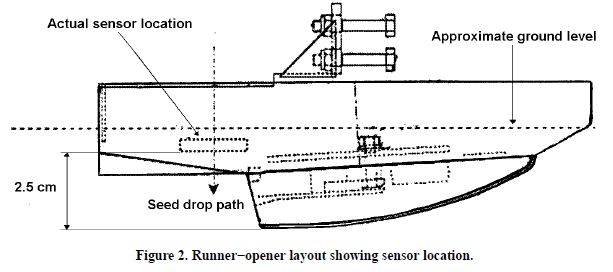 Actual sensor location
Approximate ground level
2.5 cm
Seed drop path
Figure 2. Runner−opener layout showing sensor location.